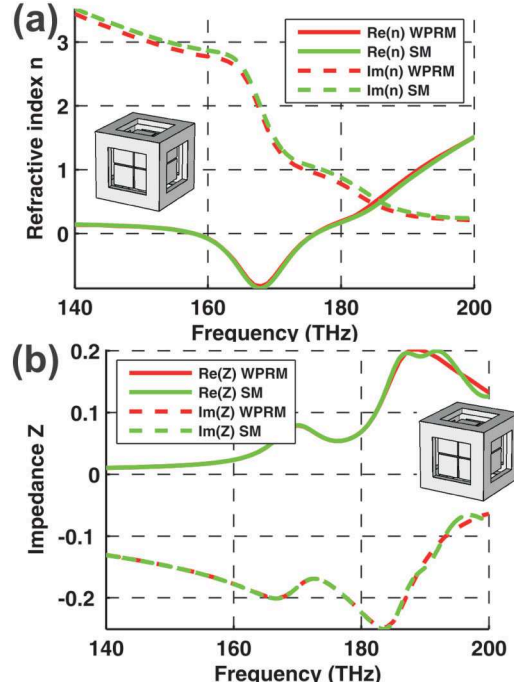 (a)
Refractive index n
3
2
1
0
Re(n) WPRM
Re(n) SM
Im(n) WPRM
Im(n) SM
140 160 180 200
Frequency (THz)
(b)
Impedance Z
0.2
0.1
0
-0.1
-0.2
Re(Z) WPRM
Re(Z) SM
Im(Z) WPRM
Im(Z) SM
140 160 180 200
Frequency (THz)